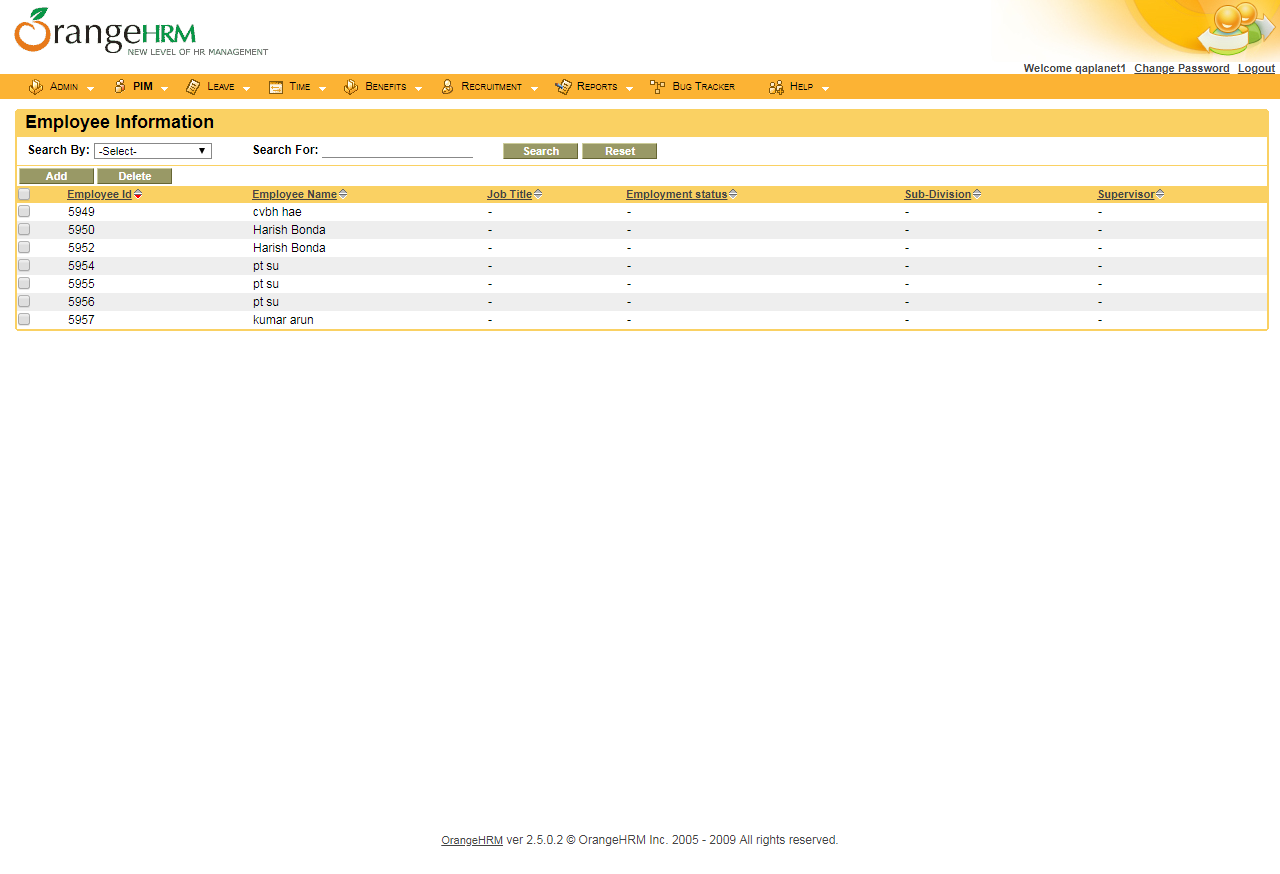 OrangeHRM
NEW LEVEL OF HR MANAGEMENT
Welcome qaplanet1 Change Password Logout
Admin PIM Leave Time Benefits Recruitment Reports Bug Tracker Help
Employee Information
Search By: -Select- Search For: Search Reset
Add Delete
Employee Id Employee Name Job Title Employment status Sub-Division Supervisor
5949 cvbh hae - - - -
5950 Harish Bonda - - - -
5952 Harish Bonda - - - -
5954 pt su - - - -
5955 pt su - - - -
5956 pt su - - - -
5957 kumar arun - - - -
OrangeHRM ver 2.5.0.2 © OrangeHRM Inc. 2005 - 2009 All rights reserved.